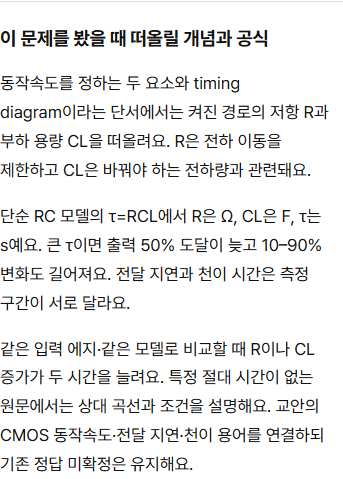 이 문제를 봤을 때 떠올릴 개념과 공식
동작속도를 정하는 두 요소와 timing
diagram이라는 단서에서는 켜진 경로의 저항 R과
부하 용량 CL을 떠올려요. R은 전하 이동을
제한하고 CL은 바꿔야 하는 전하량과 관련돼요.
단순 RC 모델의 τ=RCL에서 R은 Ω, CL은 F, τ는
s예요. 큰 τ이면 출력 50% 도달이 늦고 10–90%
변화도 길어져요. 전달 지연과 천이 시간은 측정
구간이 서로 달라요.
같은 입력 에지·같은 모델로 비교할 때 R이나 CL
증가가 두 시간을 늘려요. 특정 절대 시간이 없는
원문에서는 상대 곡선과 조건을 설명해요. 교안의
CMOS 동작속도·전달 지연·천이 용어를 연결하되
기존 정답 미확정은 유지해요.